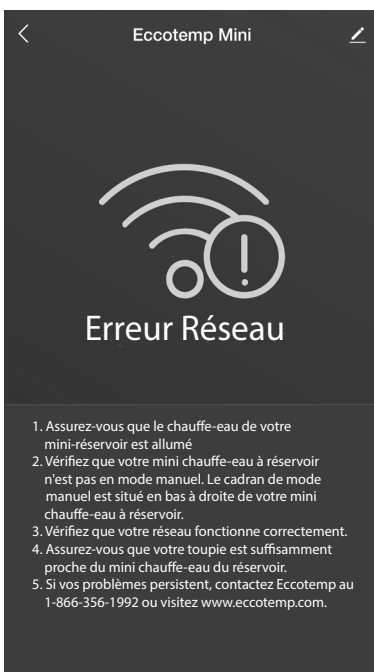 Eccotemp Mini
Erreur Réseau
1. Assurez-vous que le chauffe-eau de votre
mini-réservoir est allumé
2. Vérifiez que votre mini chauffe-eau à réservoir
n'est pas en mode manuel. Le cadran de mode
manuel est situé en bas à droite de votre mini
chauffe-eau à réservoir.
3. Vérifiez que votre réseau fonctionne correctement.
4. Assurez-vous que votre toupie est suffisamment
proche du mini chauffe-eau du réservoir.
5. Si vos problèmes persistent, contactez Eccotemp au
1-866-356-1992 ou visitez www.eccotemp.com.